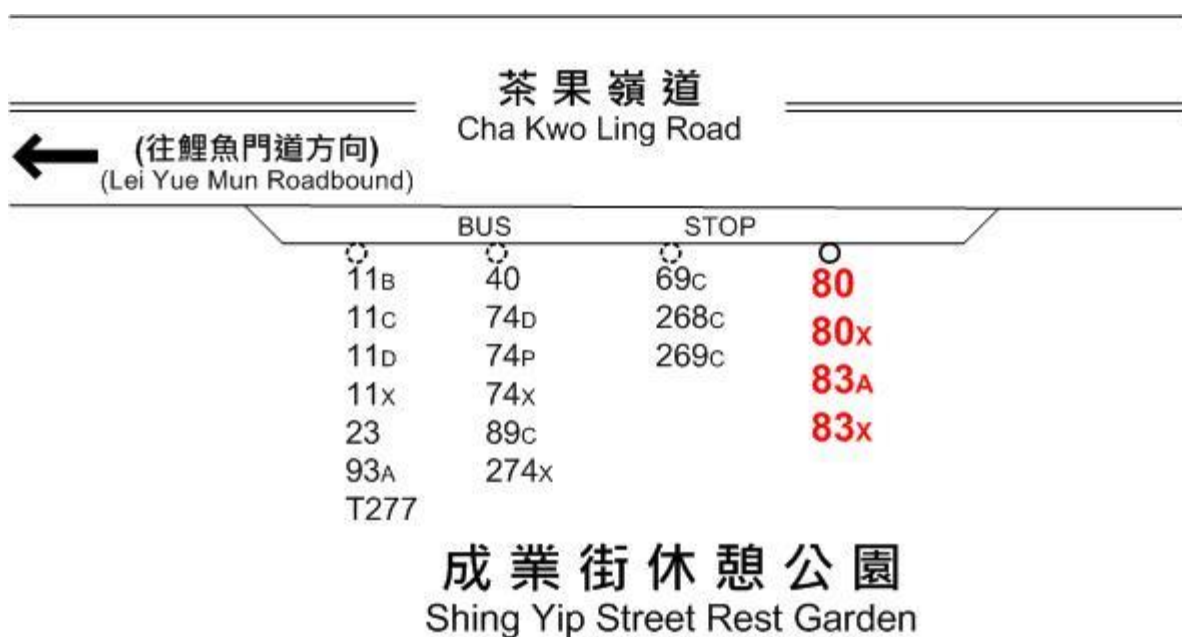 茶果嶺道
Cha Kwo Ling Road
(往鯉魚門道方向)
(Lei Yue Mun Roadbound)
BUS STOP
11B
11C
11D
11X
23
93A
T277
40
74D
74P
74X
89C
274X
69C
268C
269C
80
80X
83A
83X
成業街休憩公園
Shing Yip Street Rest Garden